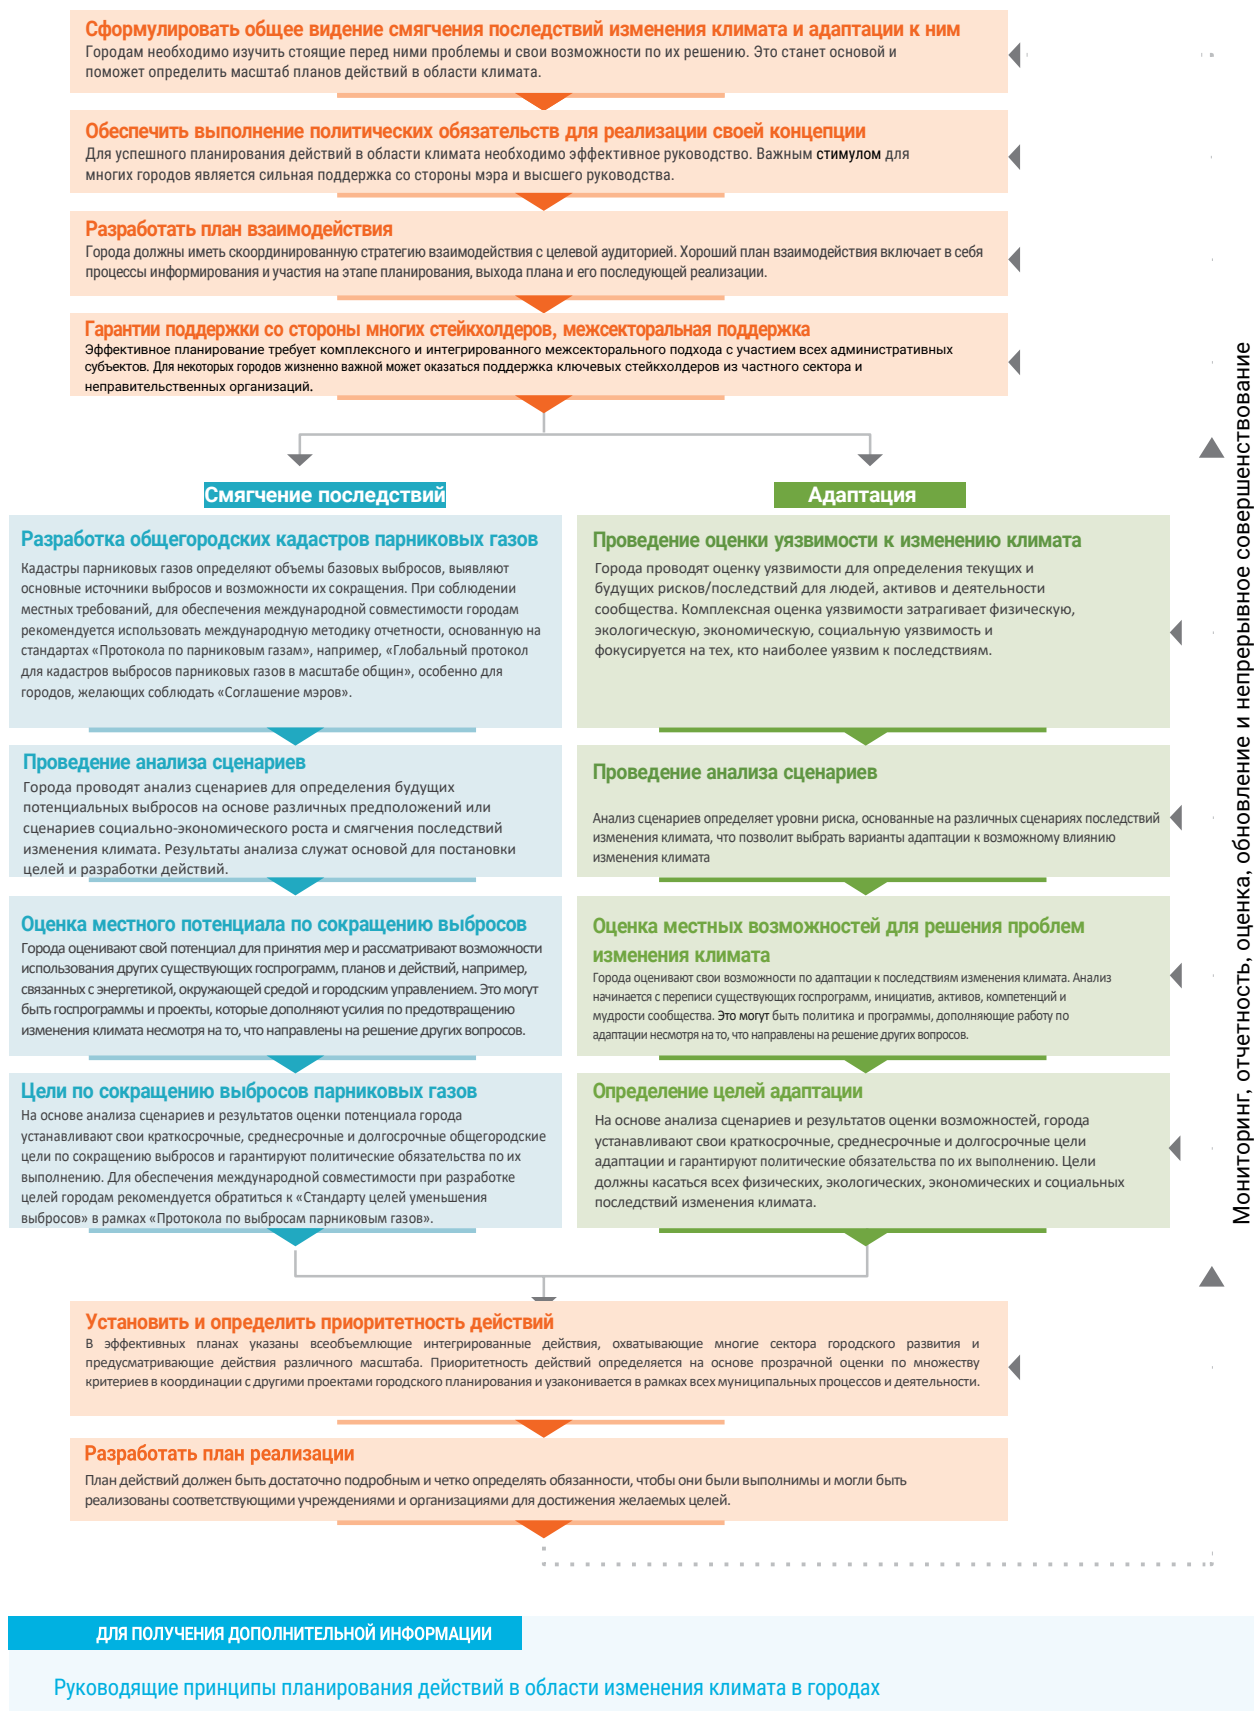 Сформулировать общее видение смягчения последствий изменения климата и адаптации к ним
Городам необходимо изучить стоящие перед ними проблемы и свои возможности по их решению. Это станет основой и
поможет определить масштаб планов действий в области климата.
Обеспечить выполнение политических обязательств для реализации своей концепции
Для успешного планирования действий в области климата необходимо эффективное руководство. Важным стимулом для
многих городов является сильная поддержка со стороны мэра и высшего руководства.
Разработать план взаимодействия
Города должны иметь скоординированную стратегию взаимодействия с целевой аудиторией. Хороший план взаимодействия включает в себя
процессы информирования и участия на этапе планирования, выхода плана и его последующей реализации.
Гарантии поддержки со стороны многих стейкхолдеров, межсекторальная поддержка
Эффективное планирование требует комплексного и интегрированного межсекторального подхода с участием всех административных
субъектов. Для некоторых городов жизненно важной может оказаться поддержка ключевых стейкхолдеров из частного сектора и
неправительственных организаций.
Смягчение последствий
Разработка общегородских кадастров парниковых газов
Кадастры парниковых газов определяют объемы базовых выбросов, выявляют
основные источники выбросов и возможности их сокращения. При соблюдении
местных требований, для обеспечения международной совместимости городам
рекомендуется использовать международную методику отчетности, основанную на
стандартах «Протокола по парниковым газам», например, «Глобальный протокол
для кадастров выбросов парниковых газов в масштабе общин», особенно для
городов, желающих соблюдать «Соглашение мэров».
Проведение анализа сценариев
Города проводят анализ сценариев для определения будущих
потенциальных выбросов на основе различных предположений или
сценариев социально-экономического роста и смягчения последствий
изменения климата. Результаты анализа служат основой для постановки
целей и разработки действий.
Оценка местного потенциала по сокращению выбросов
Города оценивают свой потенциал для принятия мер и рассматривают возможности
использования других существующих госпрограмм, планов и действий, например,
связанных с энергетикой, окружающей средой и городским управлением. Это могут
быть госпрограммы и проекты, которые дополняют усилия по предотвращению
изменения климата несмотря на то, что направлены на решение других вопросов.
Цели по сокращению выбросов парниковых газов
На основе анализа сценариев и результатов оценки потенциала города
устанавливают свои краткосрочные, среднесрочные и долгосрочные общегородские
цели по сокращению выбросов и гарантируют политические обязательства по их
выполнению. Для обеспечения международной совместимости при разработке
целей городам рекомендуется обратиться к «Стандарту целей уменьшения
выбросов» в рамках «Протокола по выбросам парниковым газов».
Адаптация
Проведение оценки уязвимости к изменению климата
Города проводят оценку уязвимости для определения текущих и
будущих рисков/последствий для людей, активов и деятельности
сообщества. Комплексная оценка уязвимости затрагивает физическую,
экологическую, экономическую, социальную уязвимость и
фокусируется на тех, кто наиболее уязвим к последствиям.
Проведение анализа сценариев
Анализ сценариев определяет уровни риска, основанные на различных сценариях последствий
изменения климата, что позволит выбрать варианты адаптации к возможному влиянию
изменения климата
Оценка местных возможностей для решения проблем
изменения климата
Города оценивают свои возможности по адаптации к последствиям изменения климата. Анализ
начинается с переписи существующих госпрограмм, инициатив, активов, компетенций и
мудрости сообщества. Это могут быть политика и программы, дополняющие работу по
адаптации несмотря на то, что направлены на решение других вопросов.
Определение целей адаптации
На основе анализа сценариев и результатов оценки возможностей, города
устанавливают свои краткосрочные, среднесрочные и долгосрочные цели
адаптации и гарантируют политические обязательства по их выполнению. Цели
должны касаться всех физических, экологических, экономических и социальных
последствий изменения климата.
Установить и определить приоритетность действий
В эффективных планах указаны всеобъемлющие интегрированные действия, охватывающие многие сектора городского развития и
предусматривающие действия различного масштаба. Приоритетность действий определяется на основе прозрачной оценки по множеству
критериев в координации с другими проектами городского планирования и узаконивается в рамках всех муниципальных процессов и деятельности.
Разработать план реализации
План действий должен быть достаточно подробным и четко определять обязанности, чтобы они были выполнимы и могли быть
реализованы соответствующими учреждениями и организациями для достижения желаемых целей.
Мониторинг, отчетность, оценка, обновление и непрерывное совершенствование
ДЛЯ ПОЛУЧЕНИЯ ДОПОЛНИТЕЛЬНОЙ ИНФОРМАЦИИ
Руководящие принципы планирования действий в области изменения климата в городах